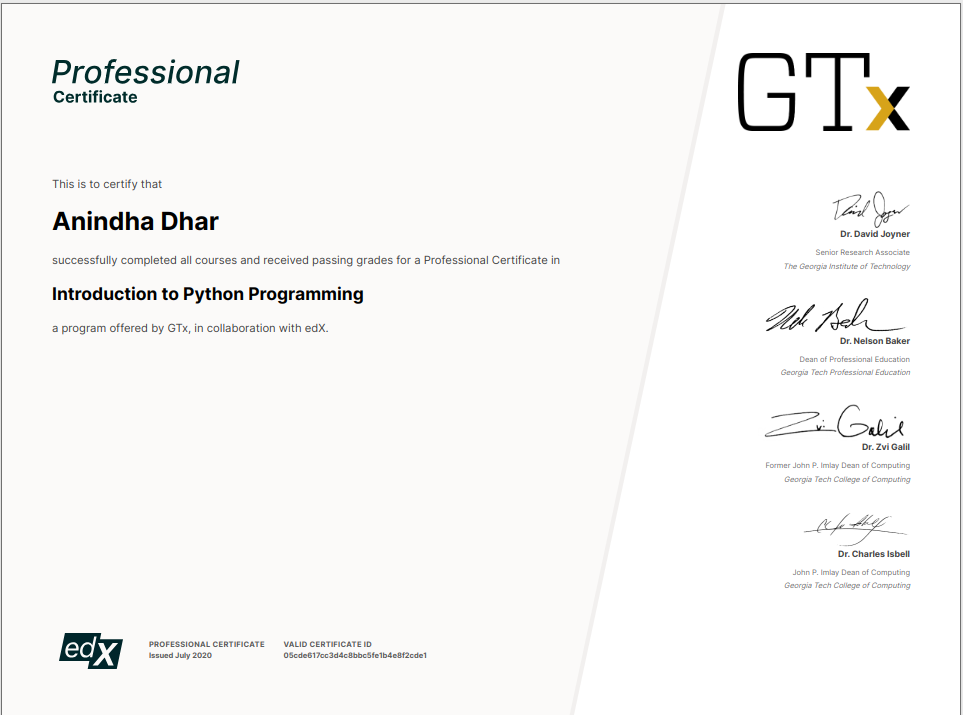 Professional
Certificate
GTx
This is to certify that
Anindha Dhar
successfully completed all courses and received passing grades for a Professional Certificate in
Introduction to Python Programming
a program offered by GTx, in collaboration with edX.
Dr. David Joyner
Senior Research Associate
The Georgia Institute of Technology
Dr. Nelson Baker
Dean of Professional Education
Georgia Tech Professional Education
Zvi Galil
Dr. Zvi Galil
Former John P. Imlay Dean of Computing
Georgia Tech College of Computing
Dr. Charles Isbell
John P. Imlay Dean of Computing
Georgia Tech College of Computing
edX
PROFESSIONAL CERTIFICATE
Issued July 2020
VALID CERTIFICATE ID
05cde617cc3d4c8bbc5fe1b4e8f2cde1